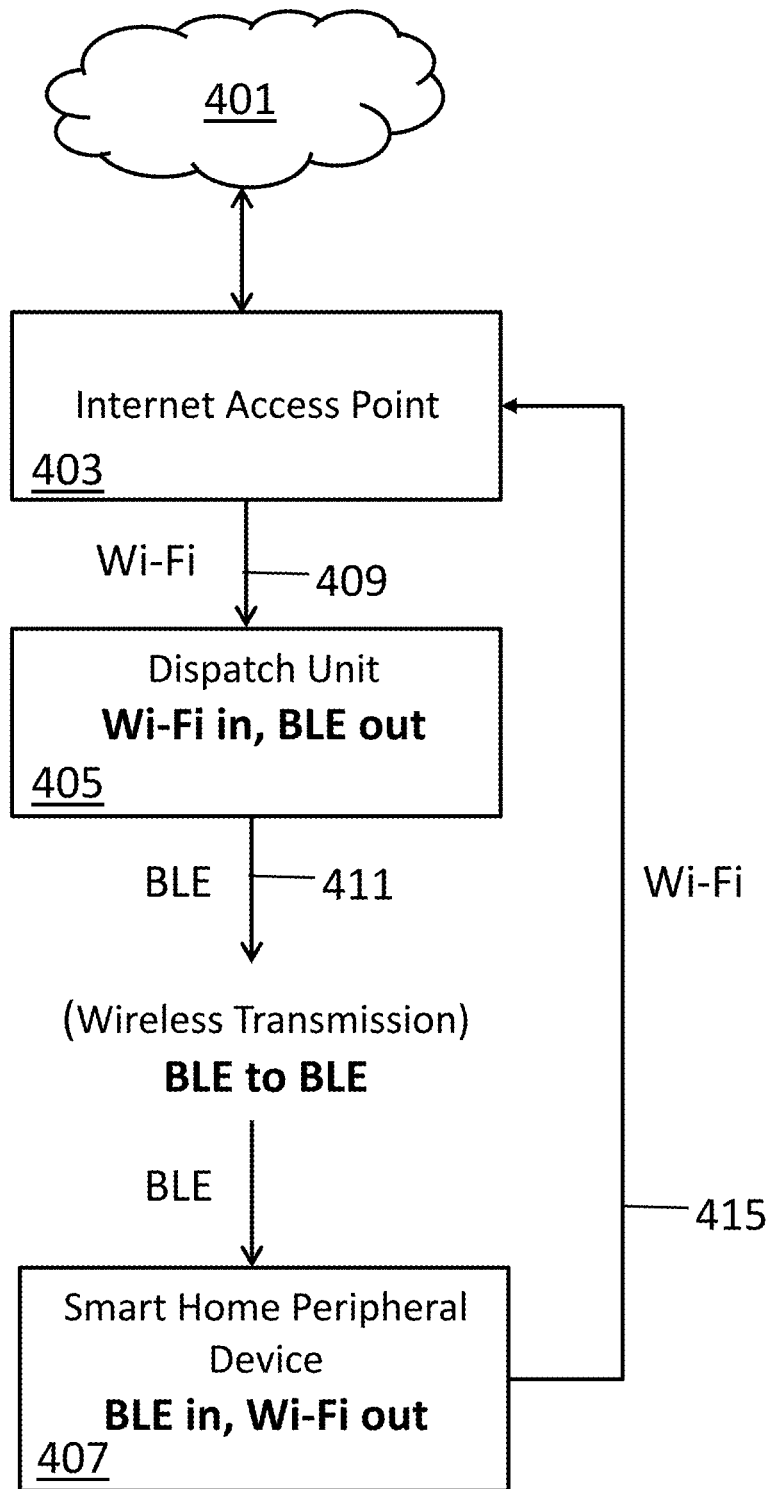 401
Internet Access Point
403
Wi-Fi
409
Dispatch Unit
Wi-Fi in, BLE out
405
BLE
411
Wi-Fi
(Wireless Transmission)
BLE to BLE
BLE
415
Smart Home Peripheral
Device
BLE in, Wi-Fi out
407